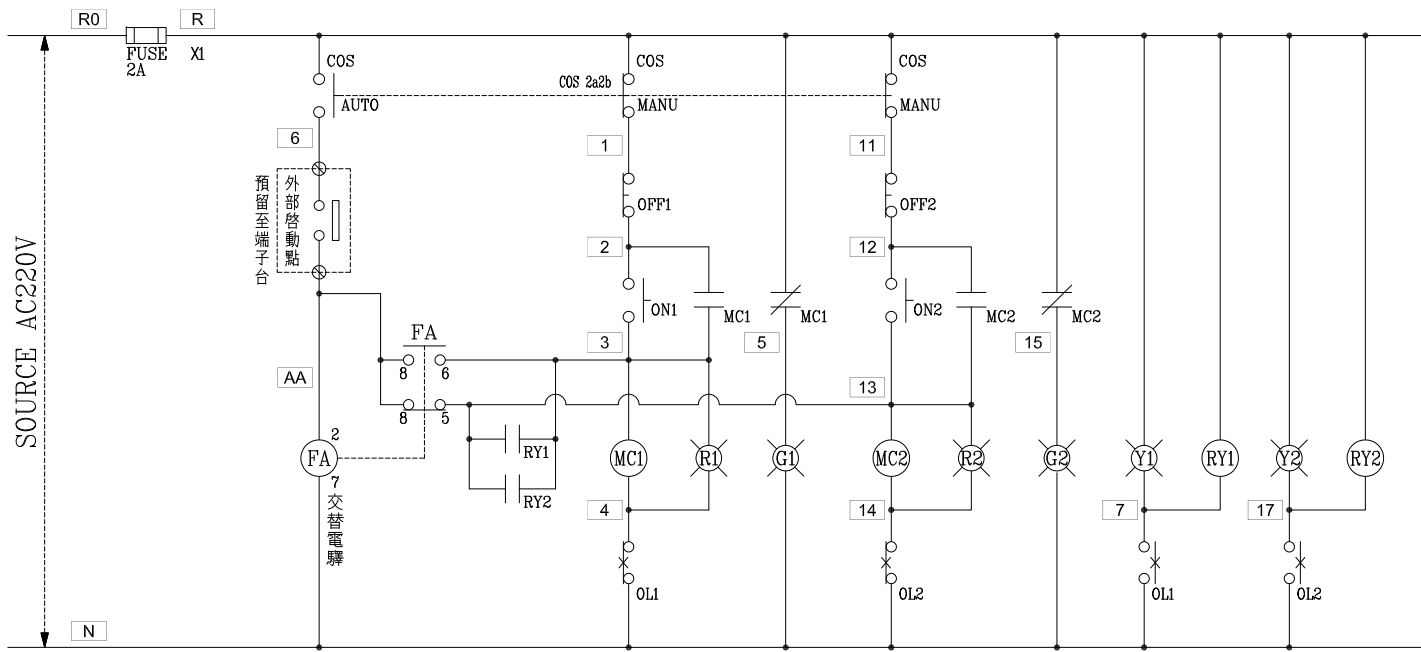 R0
R
FUSE
2A
X1
COS
COS
COS
COS 2a2b
AUTO
MANU
MANU
6
1
11
預留至端子台
外部啓動點
OFF1
OFF2
2
12
SOURCE AC220V
ON1
MC1
MC1
ON2
MC2
MC2
FA
3
5
15
8
6
AA
13
8
5
2
FA
RY1
MC1
R1
G1
MC2
R2
G2
Y1
RY1
Y2
RY2
7
RY2
交替電驛
4
14
7
17
OL1
OL2
OL1
OL2
N